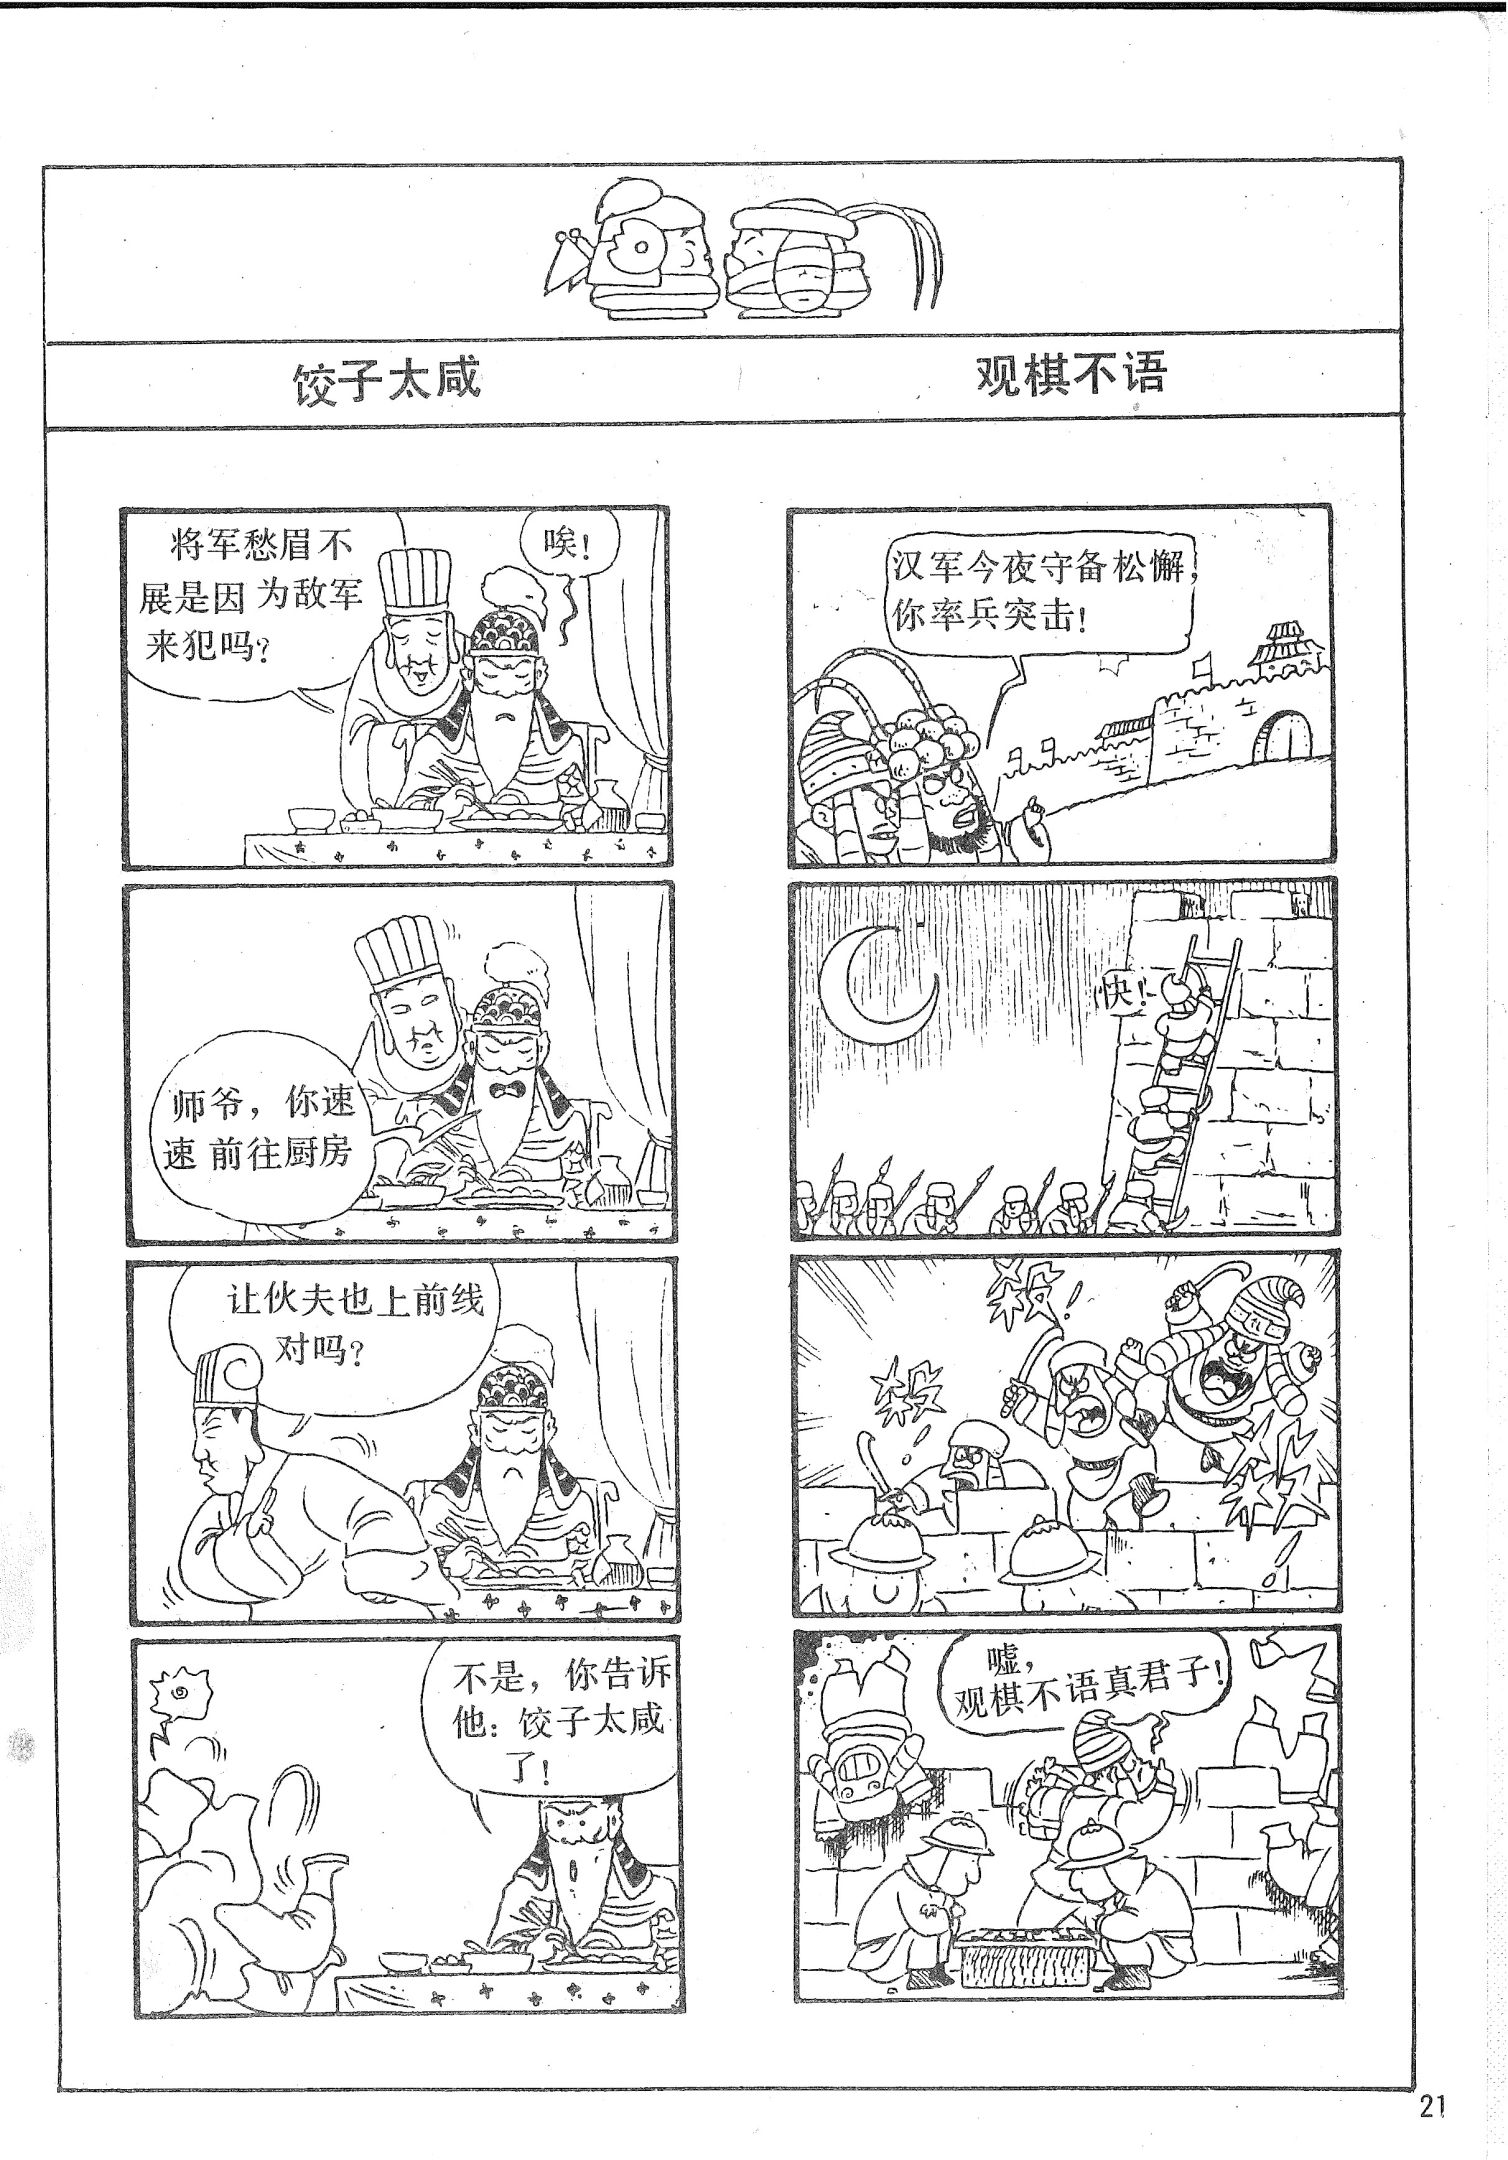 饺子太咸
观棋不语
将军愁眉不
展是因为敌军
来犯吗？
唉！
师爷，你速
速前往厨房
让伙夫也上前线
对吗？
不是，你告诉
他：饺子太咸
了！
汉军今夜守备松懈，
你率兵突击！
快！
杀！
杀！
杀！
嘘，
观棋不语真君子！
21